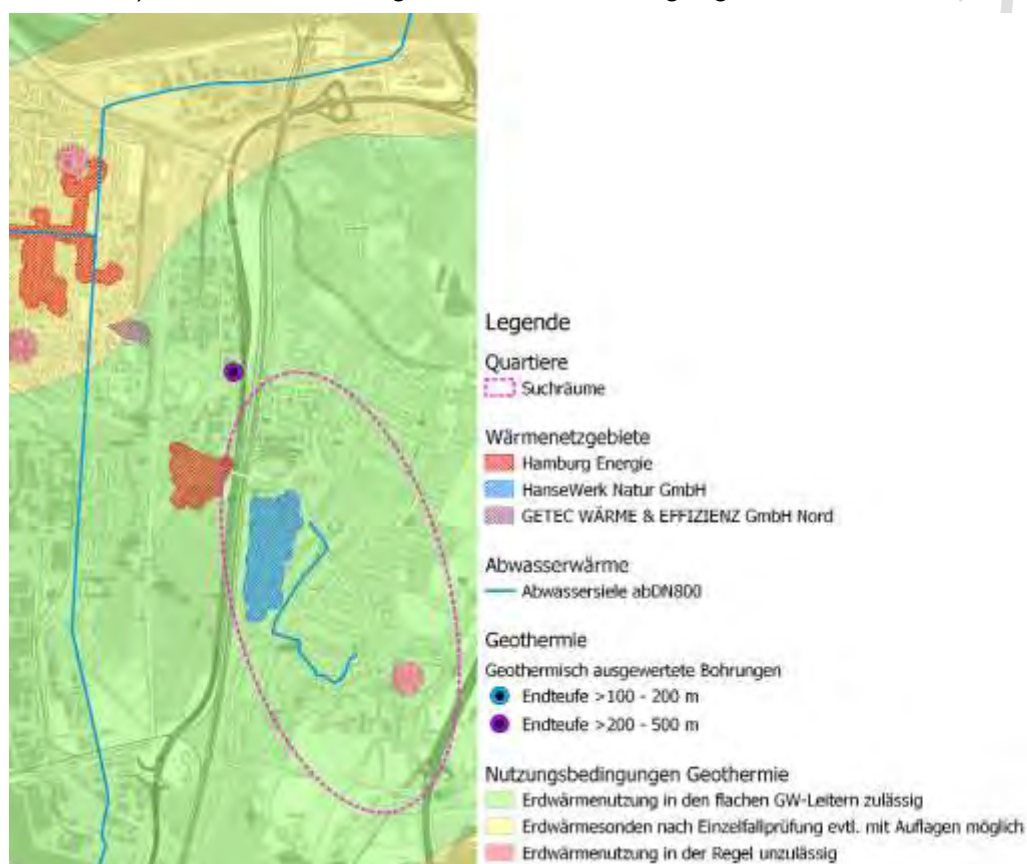 Legende
Quartiere
Suchräume
Wärmenetzgebiete
Hamburg Energie
HanseWerk Natur GmbH
GETEC WÄRME & EFFIZIENZ GmbH Nord
Abwasserwärme
Abwassersiele abDN800
Geothermie
Geothermisch ausgewertete Bohrungen
Endteufe >100 - 200 m
Endteufe >200 - 500 m
Nutzungsbedingungen Geothermie
Erdwärmenutzung in den flachen GW-Leitern zulässig
Erdwärmesonden nach Einzelfallprüfung evtl. mit Auflagen möglich
Erdwärmenutzung in der Regel unzulässig